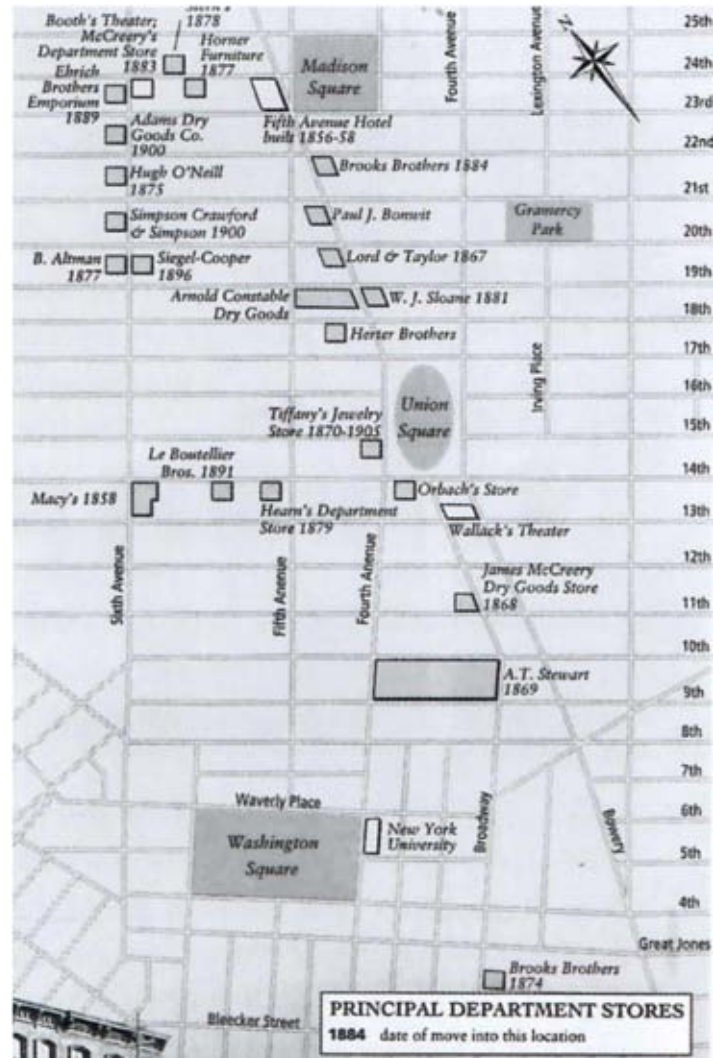 1878
Booth's Theater;
McCreery's
Department Store
1883
Horner
Furniture
1877
Ehrich
Brothers
Emporium
1889
Madison
Square
Fourth Avenue
Lexington Avenue
N.
25th
24th
23rd
22nd
21st
20th
19th
18th
17th
16th
15th
14th
13th
12th
11th
10th
9th
8th
7th
6th
5th
4th
Great Jones
Fifth Avenue Hotel
built 1856-58
Adams Dry
Goods Co.
1900
Brooks Brothers 1884
Hugh O'Neill
1875
Paul J. Bonwit
Gramercy
Park
Simpson Crawford
& Simpson 1900
B. Altman
1877
Siegel-Cooper
1896
Lord & Taylor 1867
Arnold Constable
Dry Goods
W. J. Sloane 1881
Herter Brothers
Irving Place
Union
Square
Tiffany's Jewelry
Store 1870-1905
Le Boutellier
Bros. 1891
Macy's 1858
Hearn's Department
Store 1879
Orbach's Store
Wallack's Theater
James McCreery
Dry Goods Store
1868
Sixth Avenue
Fifth Avenue
Fourth Avenue
A.T. Stewart
1869
Waverly Place
Washington
Square
New York
University
Broadway
Bowery
Brooks Brothers
1874
Bleecker Street
PRINCIPAL DEPARTMENT STORES
1884 date of move into this location